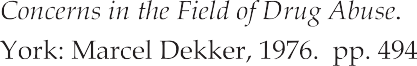 Concerns in the Field of Drug Abuse.
York: Marcel Dekker, 1976.  pp. 494